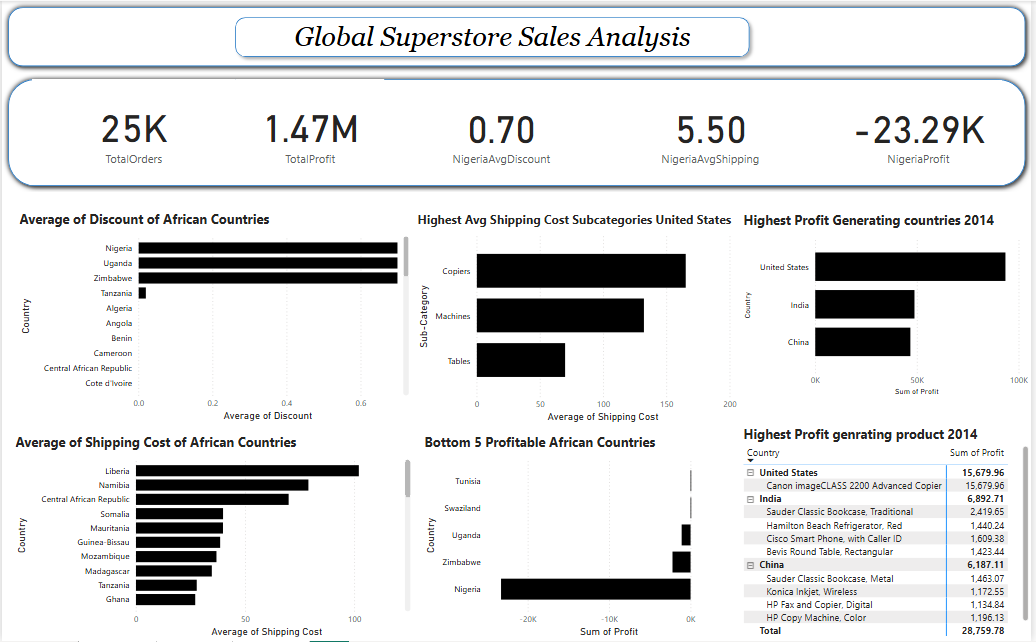 Global Superstore Sales Analysis
25K
TotalOrders
1.47M
TotalProfit
0.70
NigeriaAvgDiscount
5.50
NigeriaAvgShipping
-23.29K
NigeriaProfit
Average of Discount of African Countries
Country
Nigeria
Uganda
Zimbabwe
Tanzania
Algeria
Angola
Benin
Cameroon
Central African Republic
Cote d'Ivoire
0.0 0.2 0.4 0.6
Average of Discount
Highest Avg Shipping Cost Subcategories United States
Sub-Category
Copiers
Machines
Tables
0 50 100 150 200
Average of Shipping Cost
Highest Profit Generating countries 2014
Country
United States
India
China
0K 50K 100K
Sum of Profit
Average of Shipping Cost of African Countries
Country
Liberia
Namibia
Central African Republic
Somalia
Mauritania
Guinea-Bissau
Mozambique
Madagascar
Tanzania
Ghana
0 50 100
Average of Shipping Cost
Bottom 5 Profitable African Countries
Country
Tunisia
Swaziland
Uganda
Zimbabwe
Nigeria
-20K -10K 0K
Sum of Profit
Highest Profit genrating product 2014
Country Sum of Profit
United States 15,679.96
Canon imageCLASS 2200 Advanced Copier 15,679.96
India 6,892.71
Sauder Classic Bookcase, Traditional 2,419.65
Hamilton Beach Refrigerator, Red 1,440.24
Cisco Smart Phone, with Caller ID 1,609.38
Bevis Round Table, Rectangular 1,423.44
China 6,187.11
Sauder Classic Bookcase, Metal 1,463.07
Konica Inkjet, Wireless 1,172.55
HP Fax and Copier, Digital 1,134.84
HP Copy Machine, Color 1,196.13
Total 28,759.78